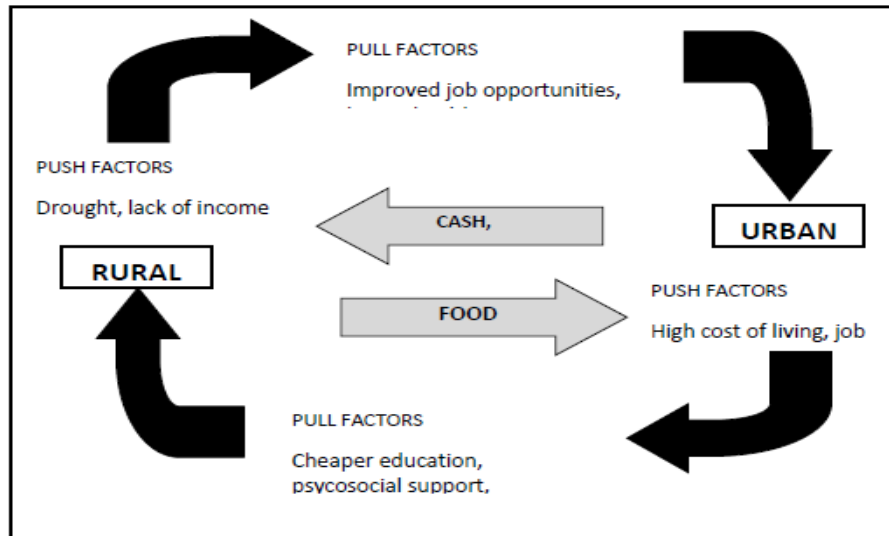 PULL FACTORS
Improved job opportunities,
PUSH FACTORS
Drought, lack of income
CASH,
URBAN
RURAL
FOOD
PUSH FACTORS
High cost of living, job
PULL FACTORS
Cheaper education,
psycosocial support,